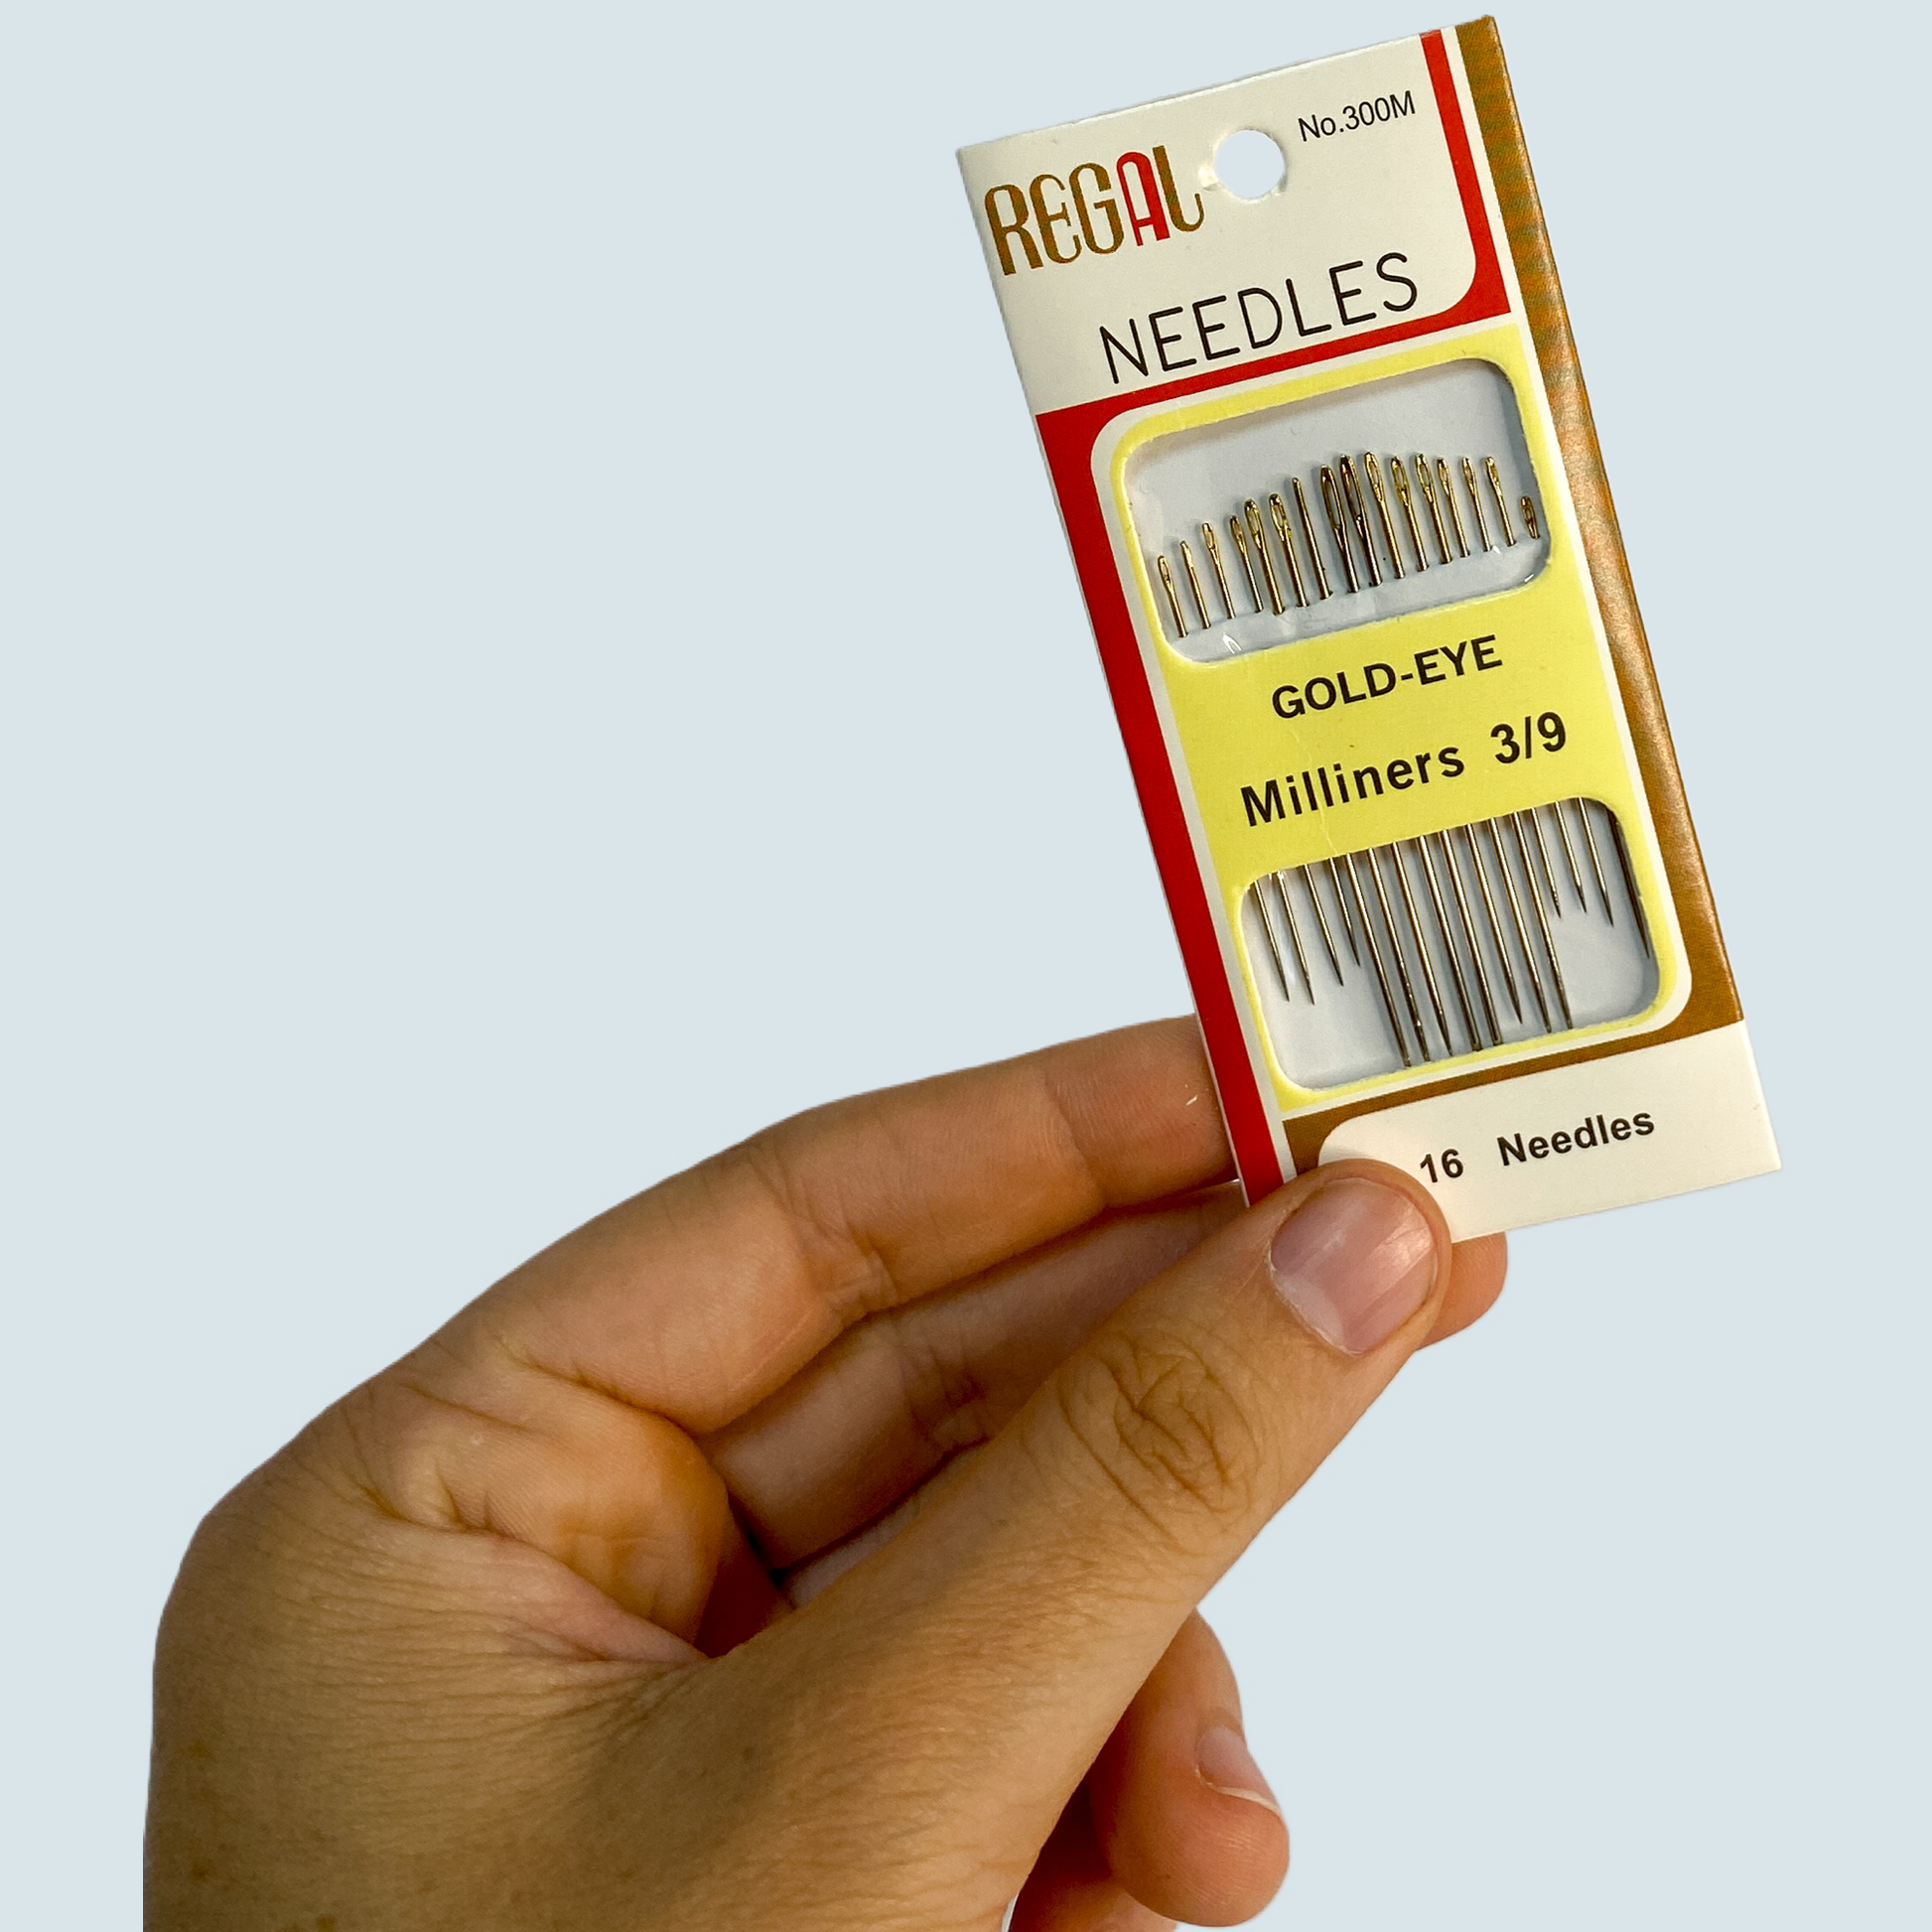 No.300M
REGAL
NEEDLES
GOLD-EYE
Milliners 3/9
16 Needles